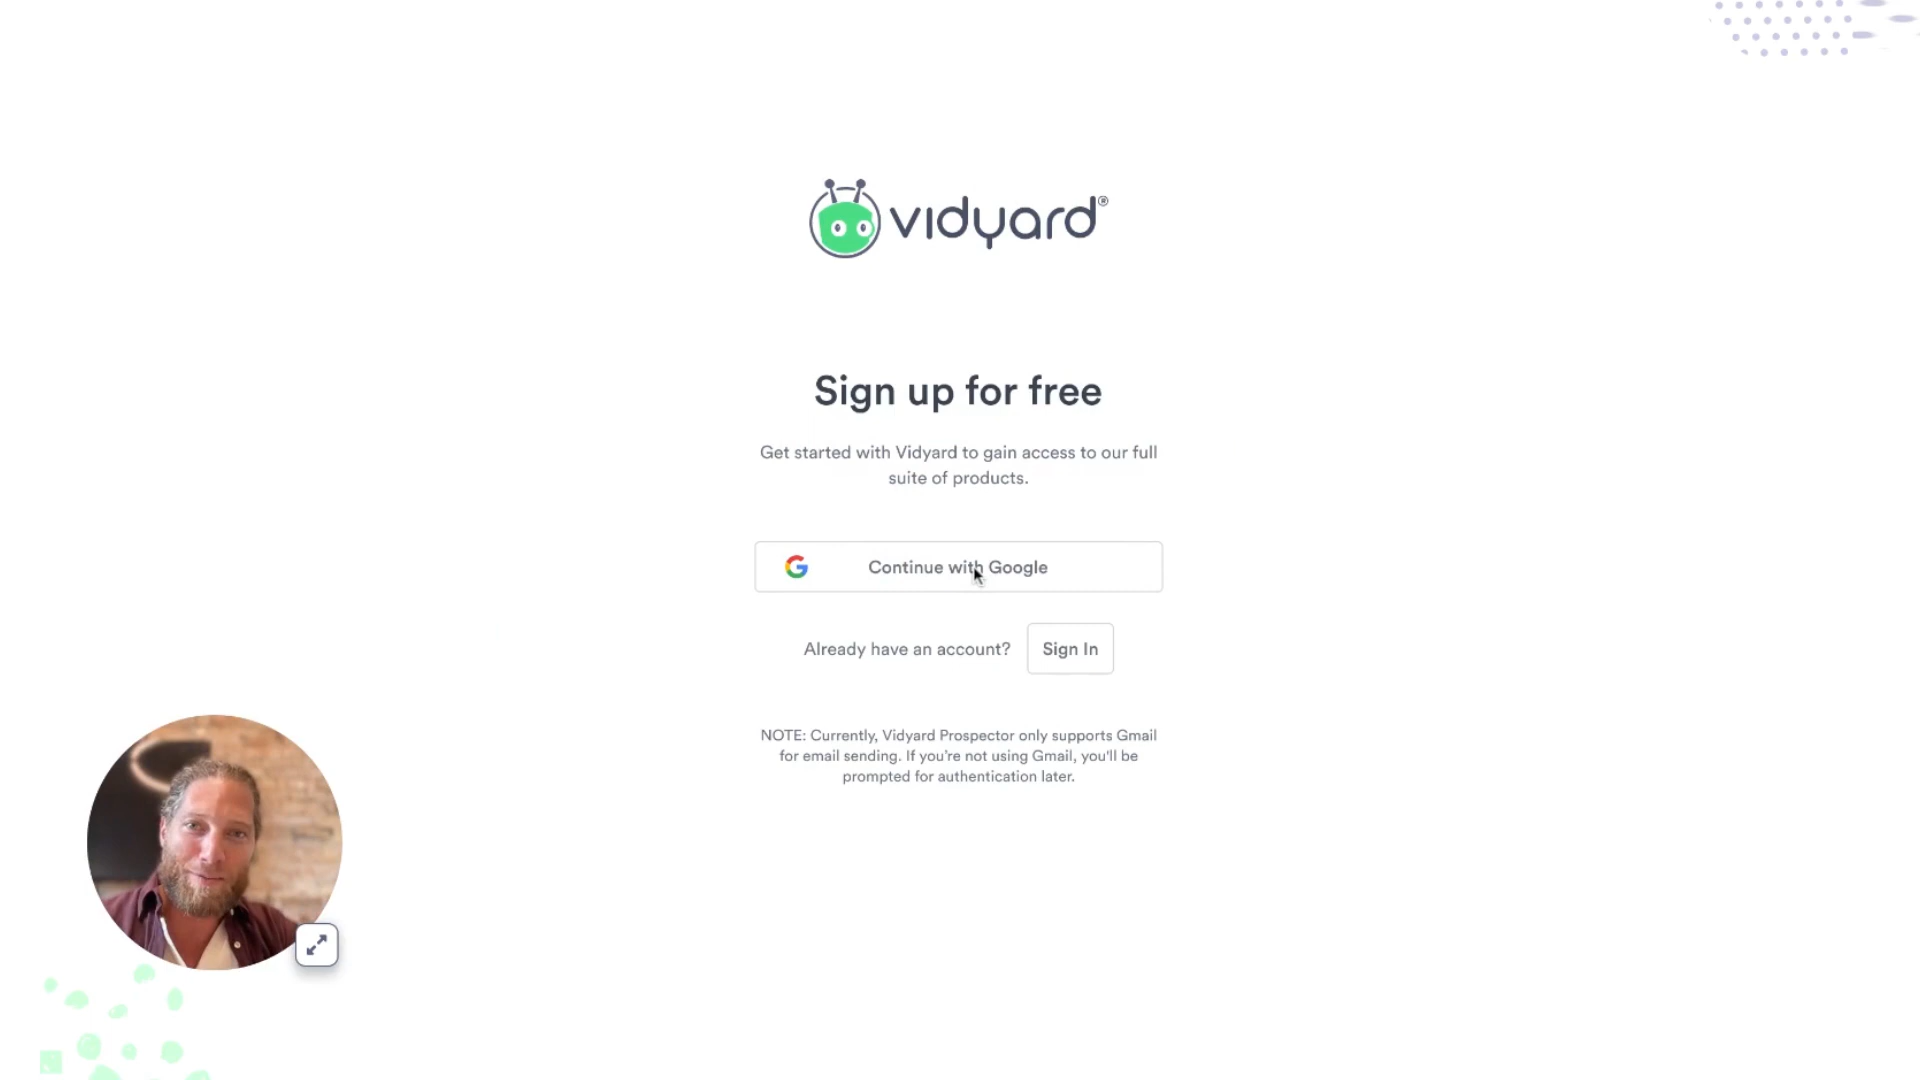 vidyard®
Sign up for free
Get started with Vidyard to gain access to our full
suite of products.
Continue with Google
Already have an account? Sign In
NOTE: Currently, Vidyard Prospector only supports Gmail
for email sending. If you're not using Gmail, you'll be
prompted for authentication later.